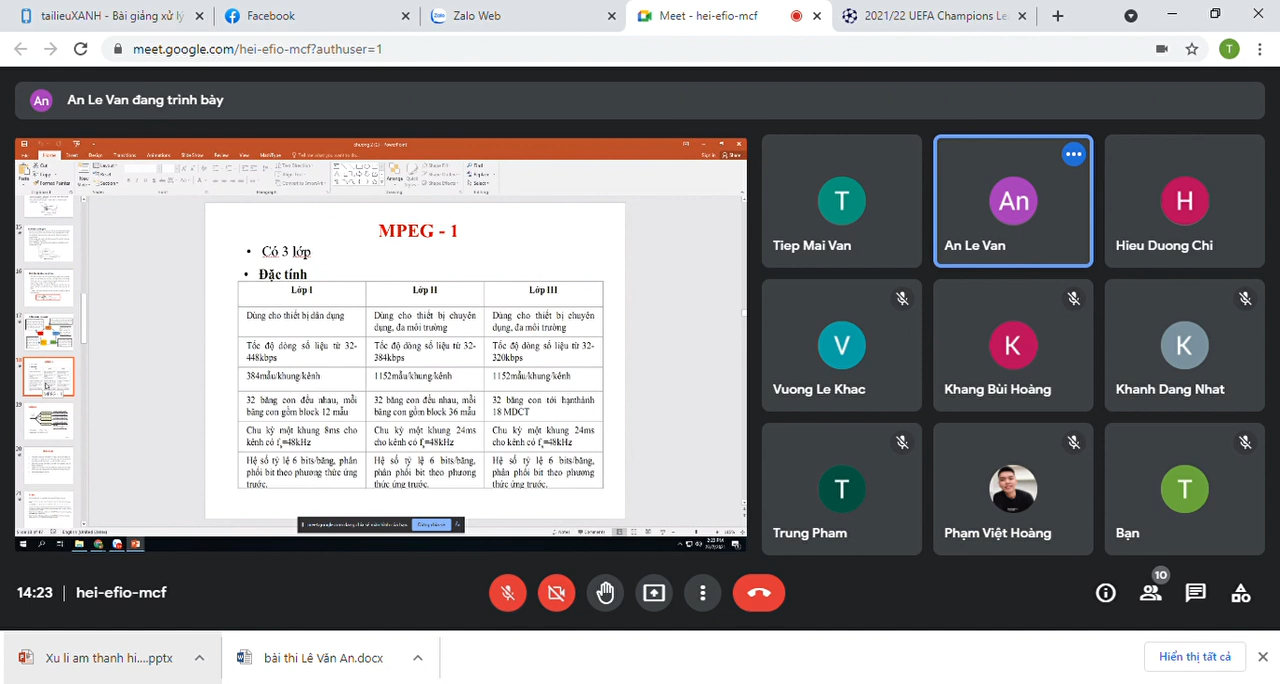 tailieuXANH - Bài giảng xử lý
Facebook
Zalo Web
Meet - hei-efio-mcf
2021/22 UEFA Champions Le
meet.google.com/hei-efio-mcf?authuser=1
T
An
An Le Van đang trình bày
MPEG - 1
• Có 3 lớp
• Đặc tính
Lớp I
Lớp II
Lớp III
Dùng cho thiết bị dân dụng
Dùng cho thiết bị chuyên
dụng, đa môi trường
Dùng cho thiết bị chuyên
dụng, đa môi trường
Tốc độ dòng số liệu từ 32-
448kbps
Tốc độ dòng số liệu từ 32-
384kbps
Tốc độ dòng số liệu từ 32-
320kbps
384mẫu/khung/kênh
1152mẫu/khung/kênh
1152mẫu/khung/kênh
32 băng con đều nhau, mỗi
băng con gồm block 12 mẫu
32 băng con đều nhau, mỗi
băng con gồm block 36 mẫu
32 băng con tới hạnthành
18 MDCT
Chu kỳ một khung 8ms cho
kênh có fs=48kHz
Chu kỳ một khung 24ms
cho kênh có fs=48kHz
Chu kỳ một khung 24ms
cho kênh có fs=48kHz
Hệ số tỷ lệ 6 bits/băng, phân
phối bit theo phương thức ứng
trước.
Hệ số tỷ lệ 6 bits/băng,
phân phối bit theo phương
thức ứng trước.
Hệ số tỷ lệ 6 bits/băng,
phân phối bit theo phương
thức ứng trước.
T
Tiep Mai Van
An
An Le Van
H
Hieu Duong Chi
V
Vuong Le Khac
K
Khang Bùi Hoàng
K
Khanh Dang Nhat
T
Trung Pham
Phạm Việt Hoàng
T
Bạn
14:23 | hei-efio-mcf
10
Xu li am thanh hi....pptx
bài thi Lê Văn An.docx
Hiển thị tất cả